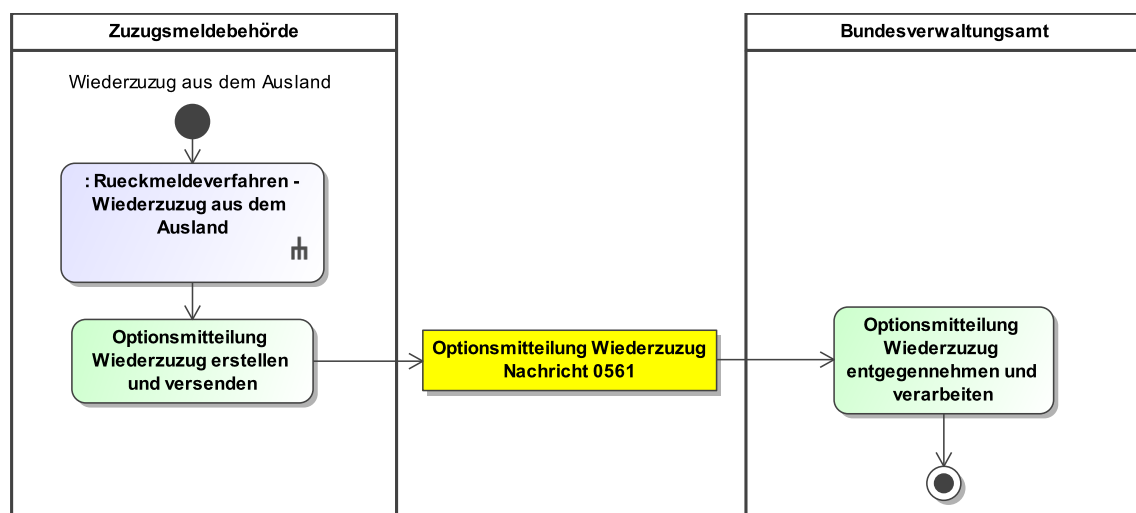 Zuzugsmeldebehörde
Bundesverwaltungsamt
Wiederzuzug aus dem Ausland
: Rueckmeldeverfahren -
Wiederzuzug aus dem
Ausland
Optionsmitteilung
Wiederzuzug erstellen
und versenden
Optionsmitteilung Wiederzuzug
Nachricht 0561
Optionsmitteilung
Wiederzuzug
entgegennehmen und
verarbeiten